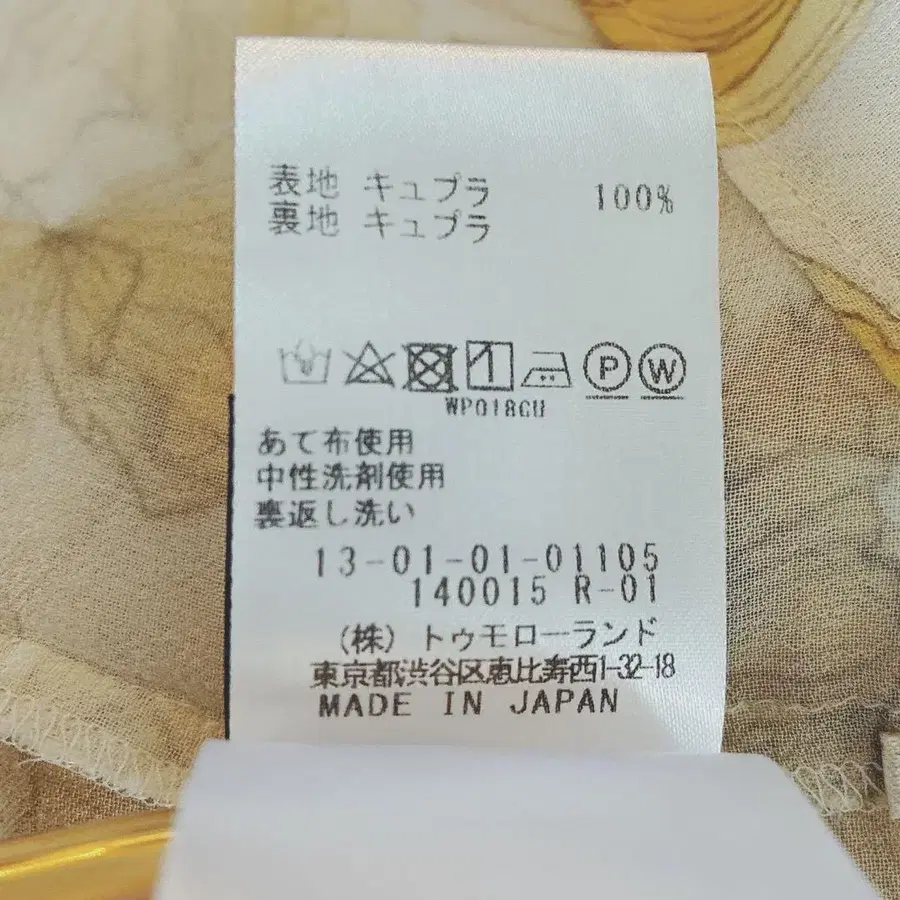 表地 キュプラ 100%
裏地 キュプラ
P W
WP018GU
あて布使用
中性洗剤使用
裏返し洗い
13-01-01-01105
140015 R-01
(株) トゥモローランド
東京都渋谷区恵比寿西1-32-18
MADE IN JAPAN